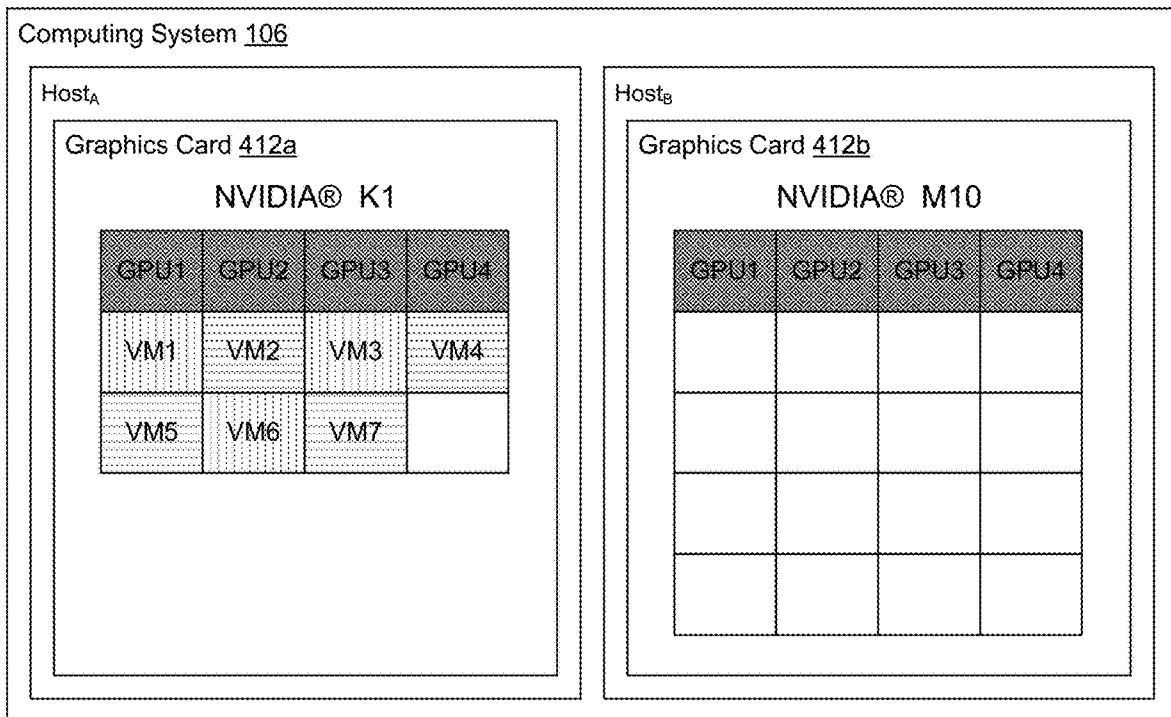 Computing System 106
HostA
Graphics Card 412a
NVIDIA® K1
GPU1 GPU2 GPU3 GPU4
VM1 VM2 VM3 VM4
VM5 VM6 VM7
HostB
Graphics Card 412b
NVIDIA® M10
GPU1 GPU2 GPU3 GPU4